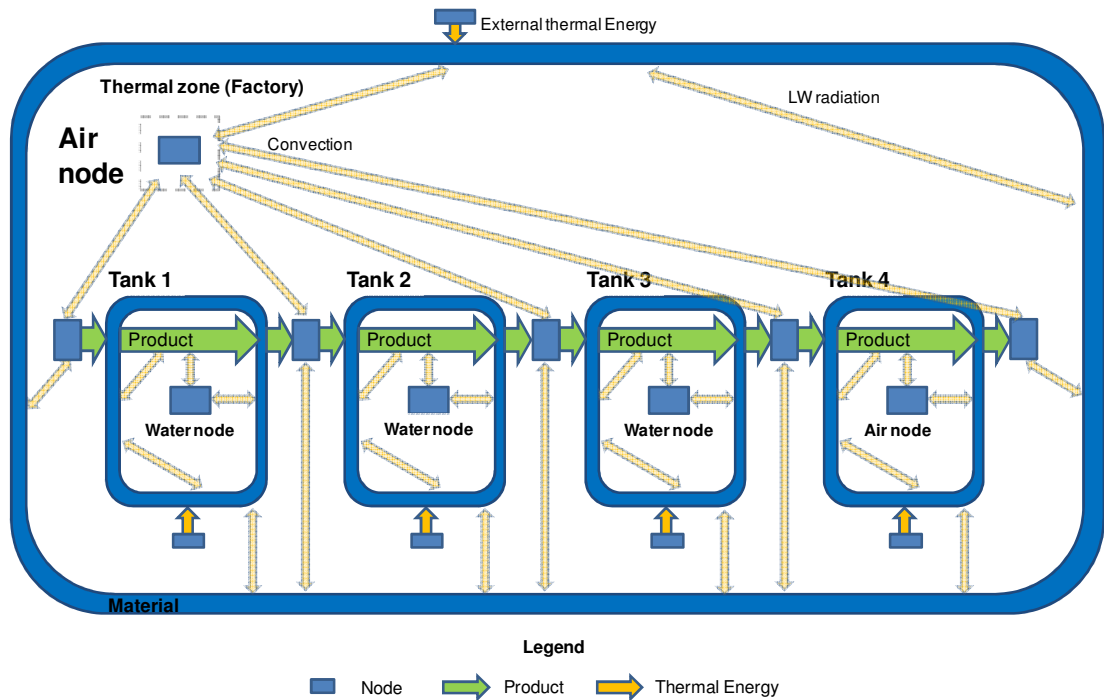 External thermal Energy
Thermal zone (Factory)
LW radiation
Air
node
Convection
Tank 1
Tank 2
Tank 3
Tank 4
Product
Product
Product
Product
Water node
Water node
Water node
Air node
Material
Legend
Node
Product
Thermal Energy